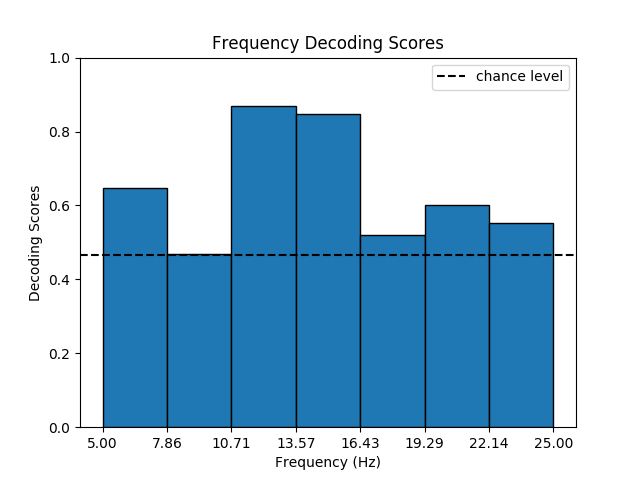 Frequency Decoding Scores
1.0
chance level
0.8
0.6
Decoding Scores
0.4
0.2
0.0
5.00 7.86 10.71 13.57 16.43 19.29 22.14 25.00
Frequency (Hz)